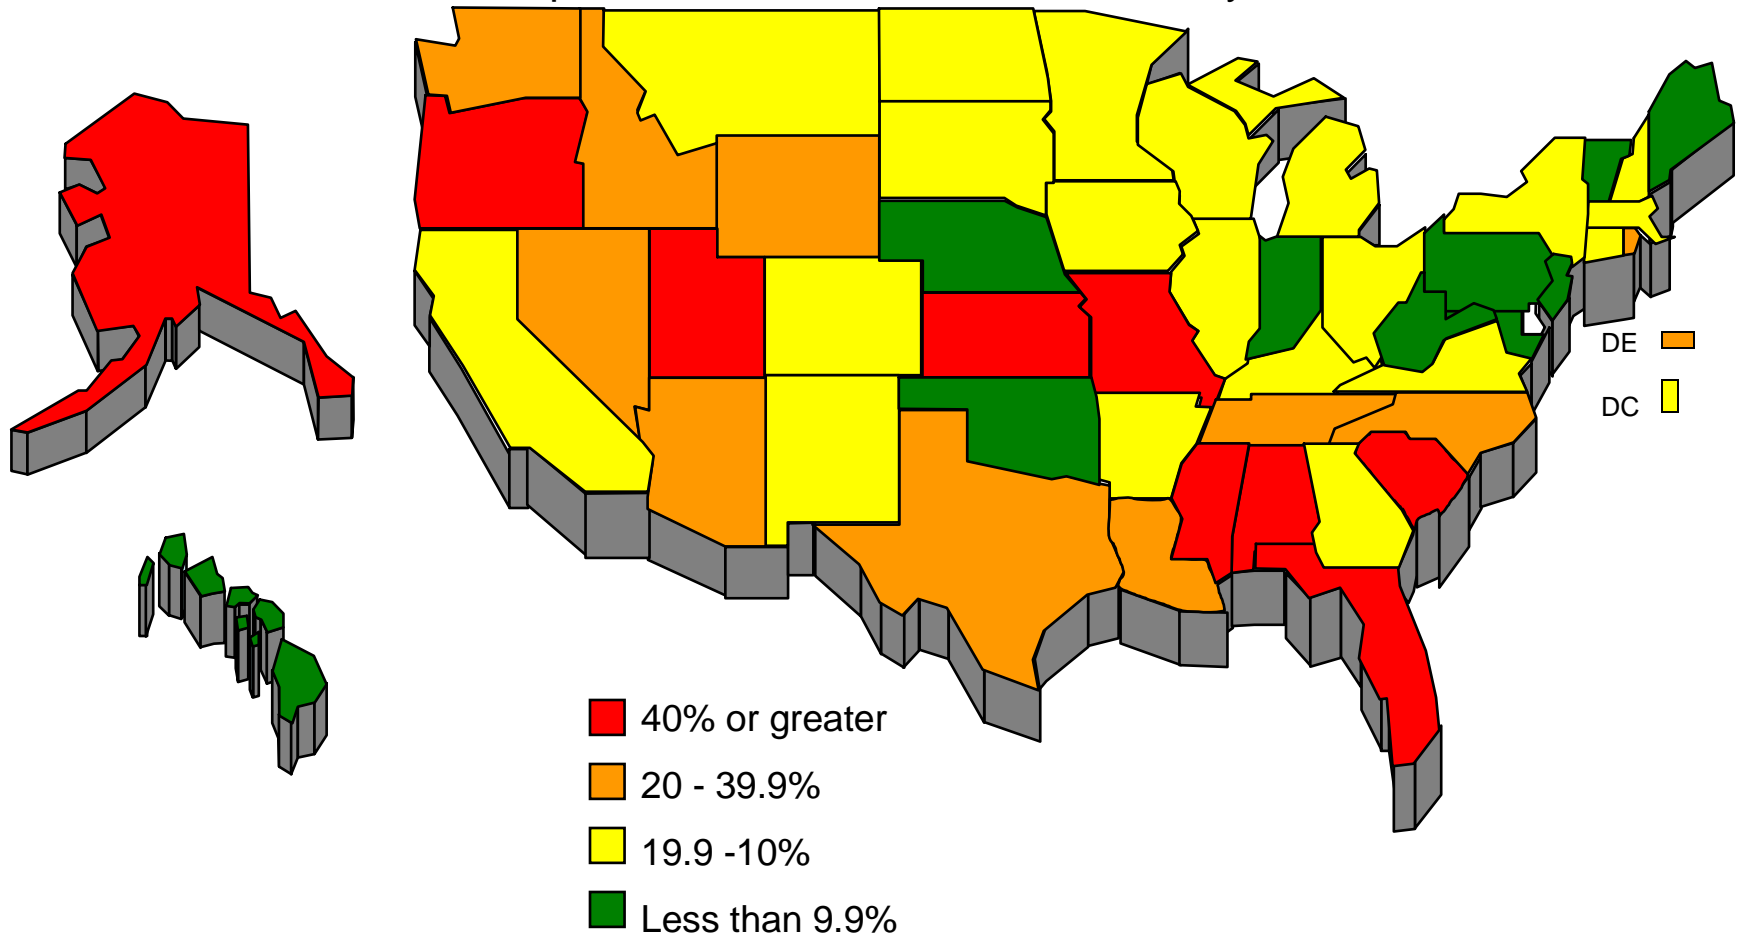 DE
DC
40% or greater
20 - 39.9%
19.9 -10%
Less than 9.9%